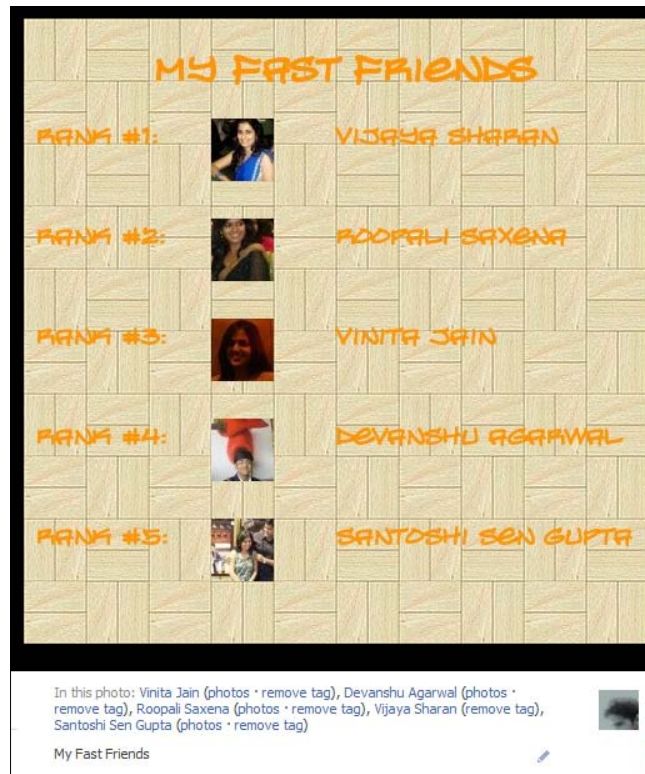 MY FAST FRIENDS
RANK #1: VIJAYA SHARAN
RANK #2: ROOPALI SAXENA
RANK #3: VINITA JAIN
RANK #4: DEVANSHU AGARWAL
RANK #5: SANTOSHI SEN GUPTA
In this photo: Vinita Jain (photos · remove tag), Devanshu Agarwal (photos ·
remove tag), Roopali Saxena (photos · remove tag), Vijaya Sharan (remove tag),
Santoshi Sen Gupta (photos · remove tag)
My Fast Friends